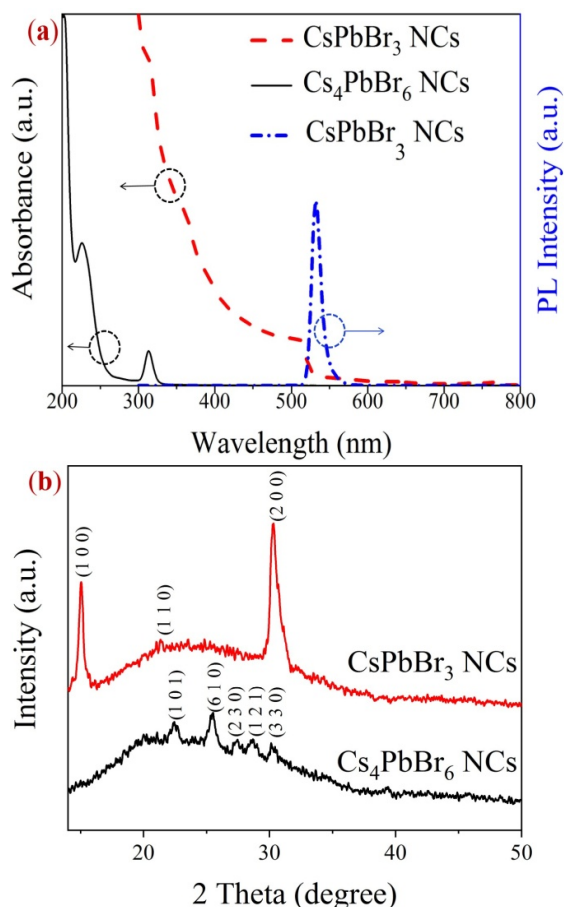 (a)
CsPbBr₃ NCs
Cs₄PbBr₆ NCs
CsPbBr₃ NCs
Absorbance (a.u.)
PL Intensity (a.u.)
200 300 400 500 600 700 800
Wavelength (nm)
(b)
(1 0 0)
(1 1 0)
(2 0 0)
CsPbBr₃ NCs
(1 0 1)
(6 1 0)
(2 3 0)
(1 2 1)
(3 3 0)
Cs₄PbBr₆ NCs
Intensity (a.u.)
20 30 40 50
2 Theta (degree)